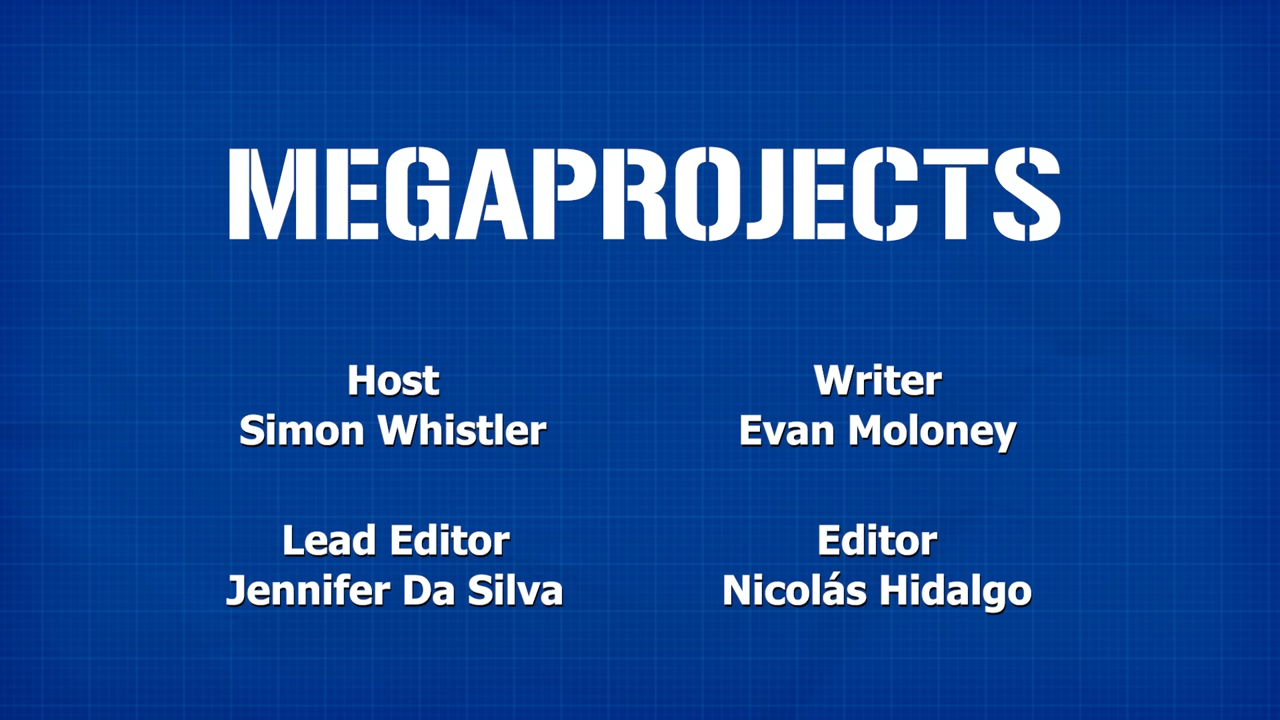 MEGAPROJECTS
Host
Simon Whistler
Writer
Evan Moloney
Lead Editor
Jennifer Da Silva
Editor
Nicolás Hidalgo